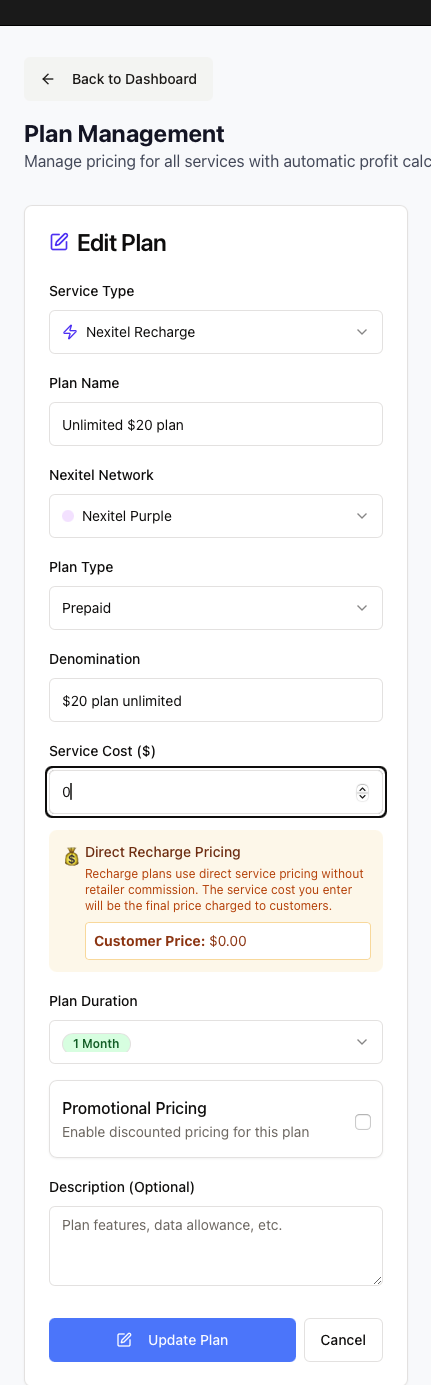 Back to Dashboard
Plan Management
Manage pricing for all services with automatic profit calc
Edit Plan
Service Type
Nexitel Recharge
Plan Name
Unlimited $20 plan
Nexitel Network
Nexitel Purple
Plan Type
Prepaid
Denomination
$20 plan unlimited
Service Cost ($)
0
Direct Recharge Pricing
Recharge plans use direct service pricing without
retailer commission. The service cost you enter
will be the final price charged to customers.
Customer Price: $0.00
Plan Duration
1 Month
Promotional Pricing
Enable discounted pricing for this plan
Description (Optional)
Plan features, data allowance, etc.
Update Plan
Cancel